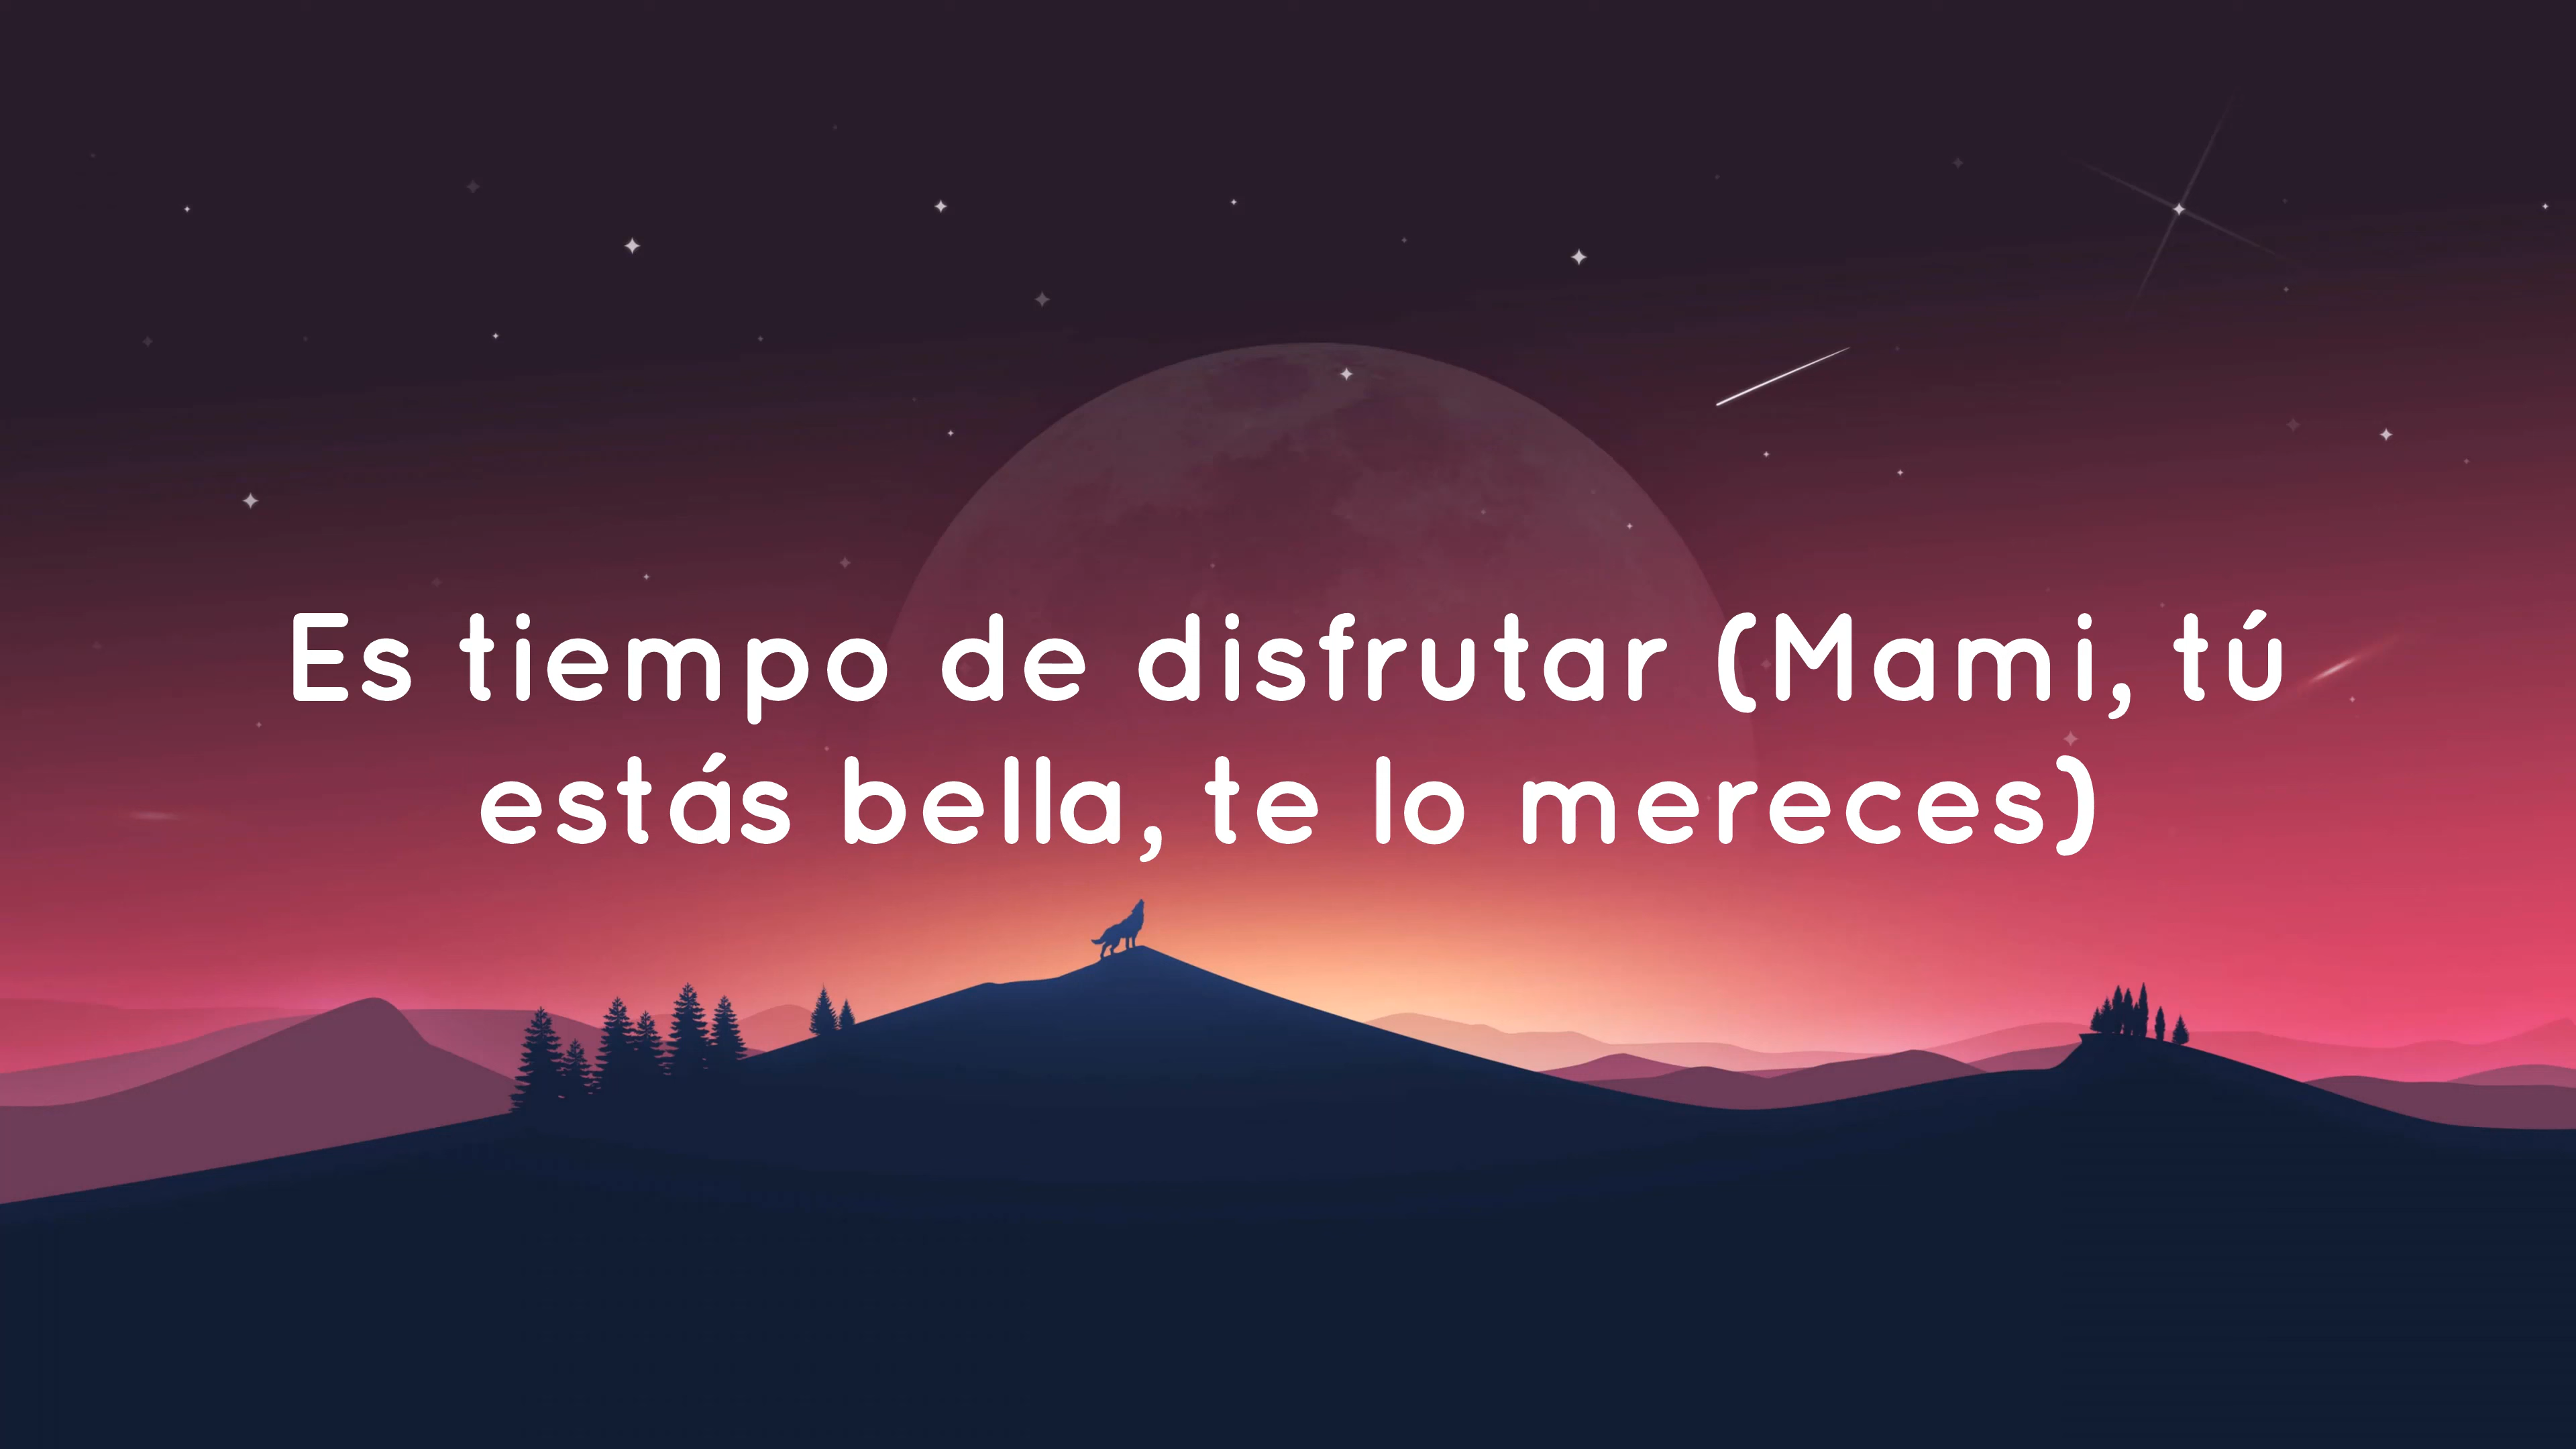 Es tiempo de disfrutar (Mami, tú
estás bella, te lo mereces)